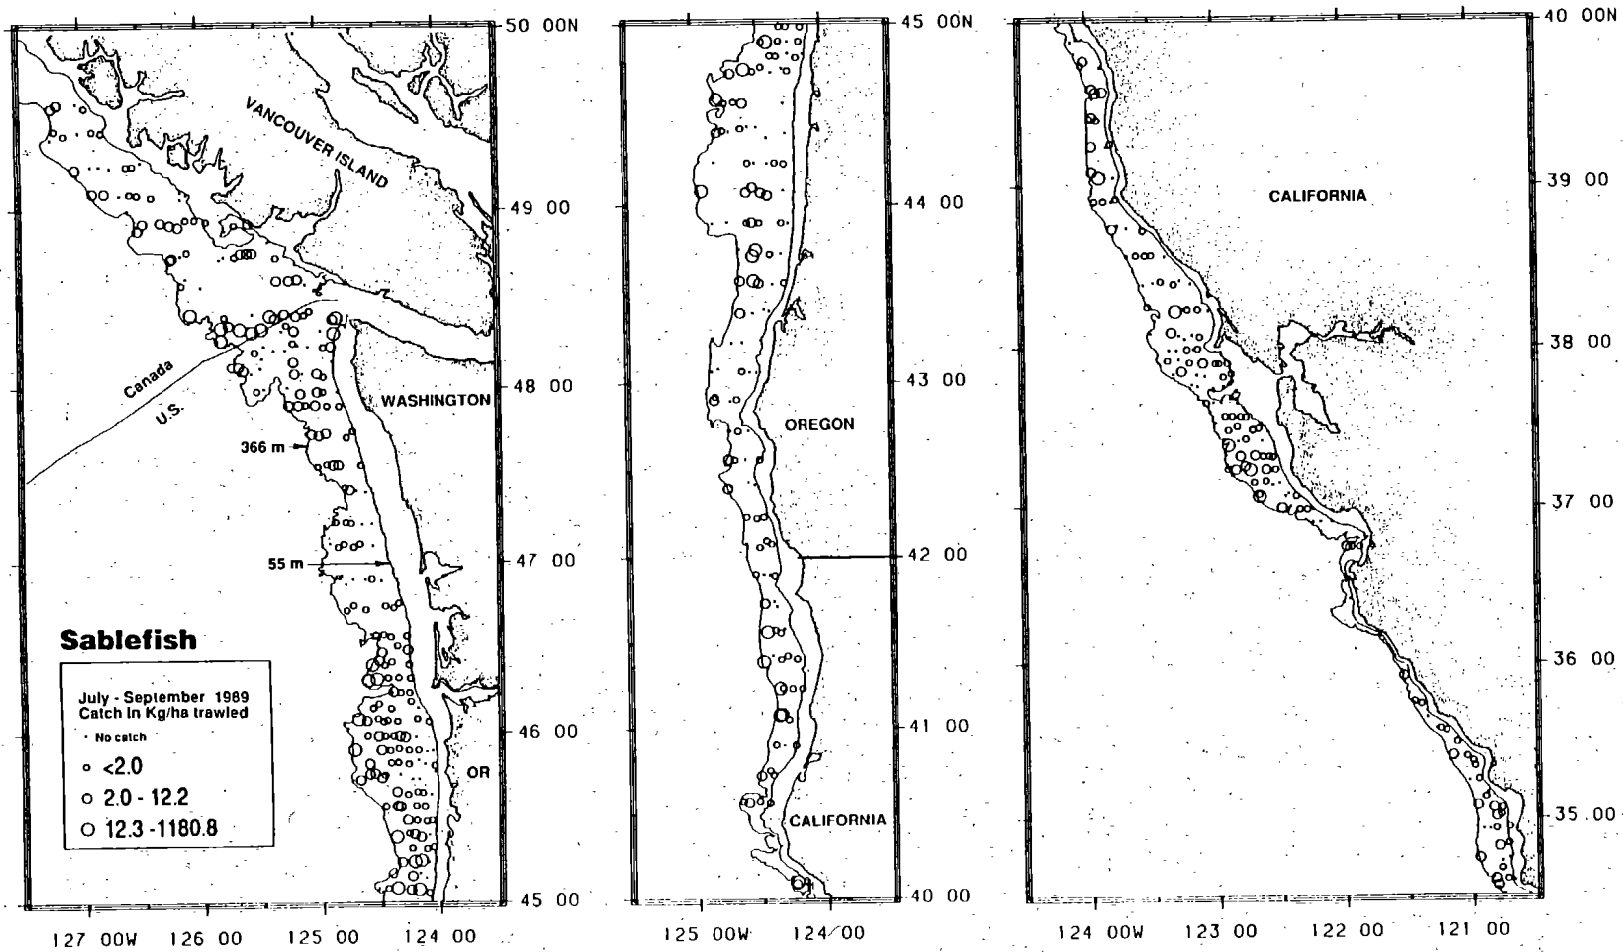 50 00N
VANCOUVER ISLAND
49 00
Canada
U.S.
48 00
WASHINGTON
366 m
47 00
55 m
46 00
OR
45 00
127 00W 126 00 125 00 124 00
Sablefish
July - September 1989
Catch in Kg/ha trawled
No catch
<2.0
2.0 - 12.2
12.3 -1180.8
45 00N
44 00
43 00
OREGON
42 00
41 00
CALIFORNIA
40 00
125 00W 124 00
40 00N
CALIFORNIA
39 00
38 00
37 00
36 00
35 00
124 00W 123 00 122 00 121 00